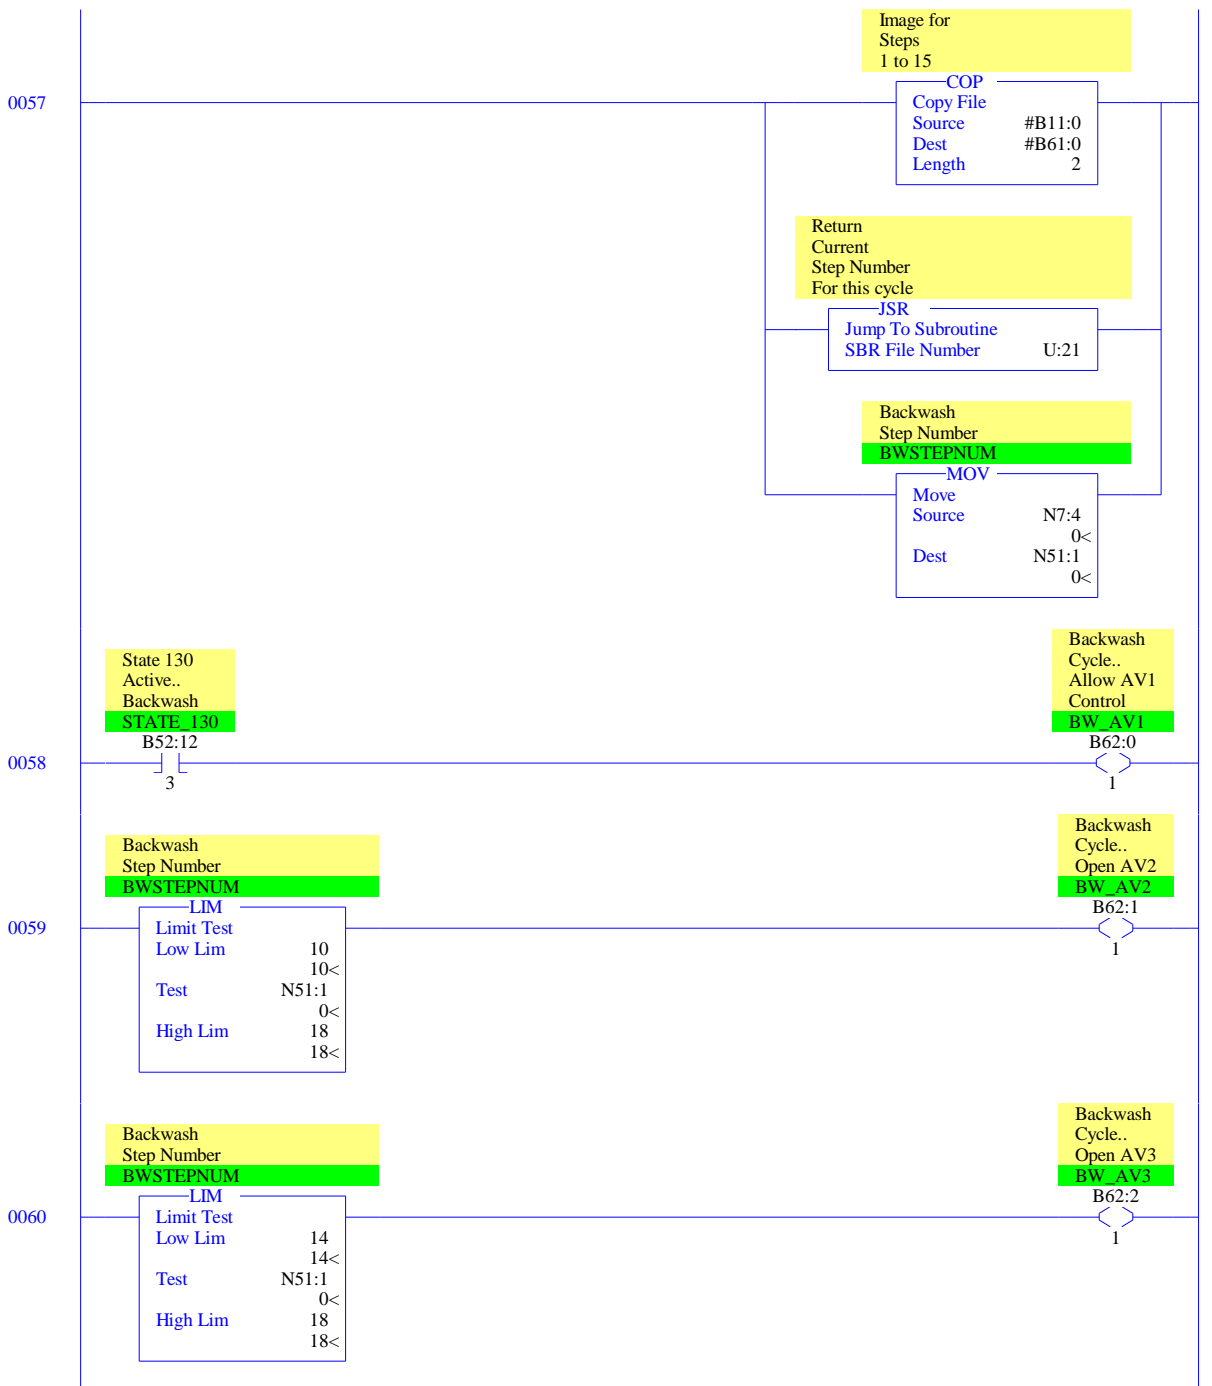 Image for
Steps
1 to 15
COP
0057
Copy File
Source #B11:0
Dest #B61:0
Length 2
Return
Current
Step Number
For this cycle
JSR
Jump To Subroutine
SBR File Number U:21
Backwash
Step Number
BWSTEPNUM
MOV
Move
Source N7:4
0<
Dest N51:1
0<
State 130
Active..
Backwash
STATE_130
B52:12
3
Backwash
Cycle..
Allow AV1
Control
BW_AV1
B62:0
1
0058
Backwash
Step Number
BWSTEPNUM
LIM
Limit Test
Low Lim 10
10<
Test N51:1
0<
High Lim 18
18<
Backwash
Cycle..
Open AV2
BW_AV2
B62:1
1
0059
Backwash
Step Number
BWSTEPNUM
LIM
Limit Test
Low Lim 14
14<
Test N51:1
0<
High Lim 18
18<
Backwash
Cycle..
Open AV3
BW_AV3
B62:2
1
0060